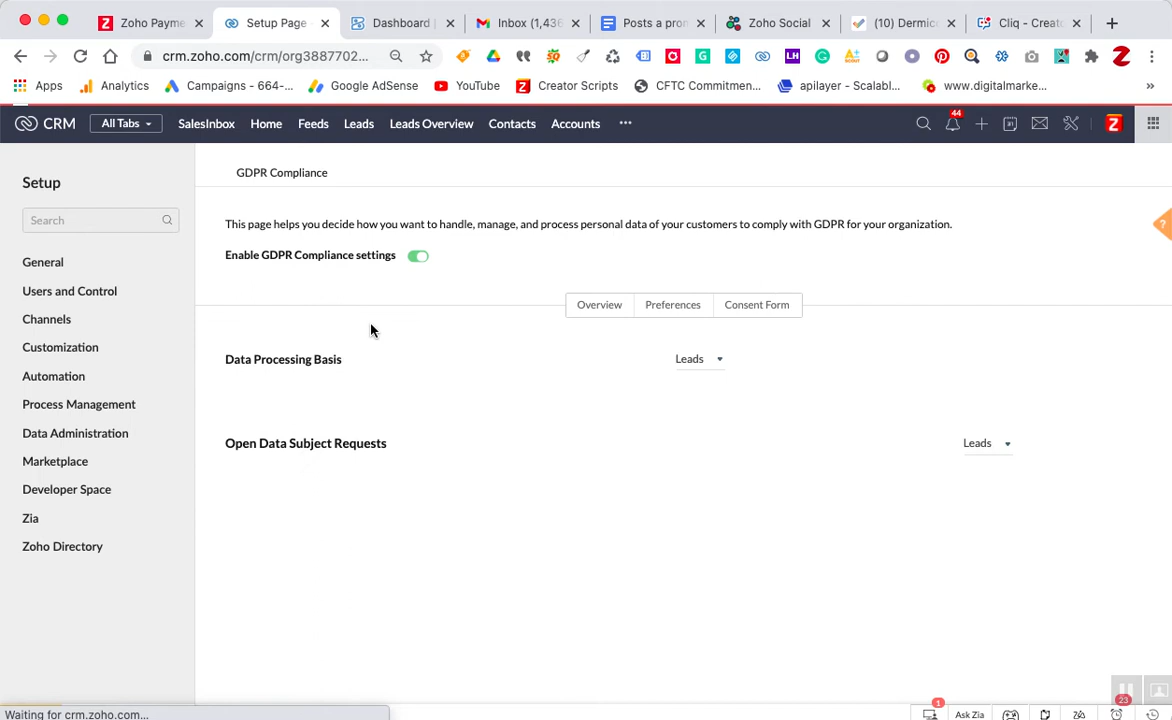 Zoho Payme
Setup Page -
Dashboard |
Inbox (1,436
Posts a pron
Zoho Social
(10) Dermice
Cliq - Creato
crm.zoho.com/crm/org3887702...
Apps
Analytics
Campaigns - 664-...
Google AdSense
YouTube
Creator Scripts
CFTC Commitmen...
apilayer - Scalabl...
www.digitalmarke...
»
CRM
All Tabs
SalesInbox
Home
Feeds
Leads
Leads Overview
Contacts
Accounts
...
44
Setup
GDPR Compliance
Search
This page helps you decide how you want to handle, manage, and process personal data of your customers to comply with GDPR for your organization.
?
Enable GDPR Compliance settings
General
Users and Control
Overview
Preferences
Consent Form
Channels
Customization
Data Processing Basis
Leads
Automation
Process Management
Data Administration
Open Data Subject Requests
Leads
Marketplace
Developer Space
Zia
Zoho Directory
Waiting for crm.zoho.com...
1
Ask Zia
23